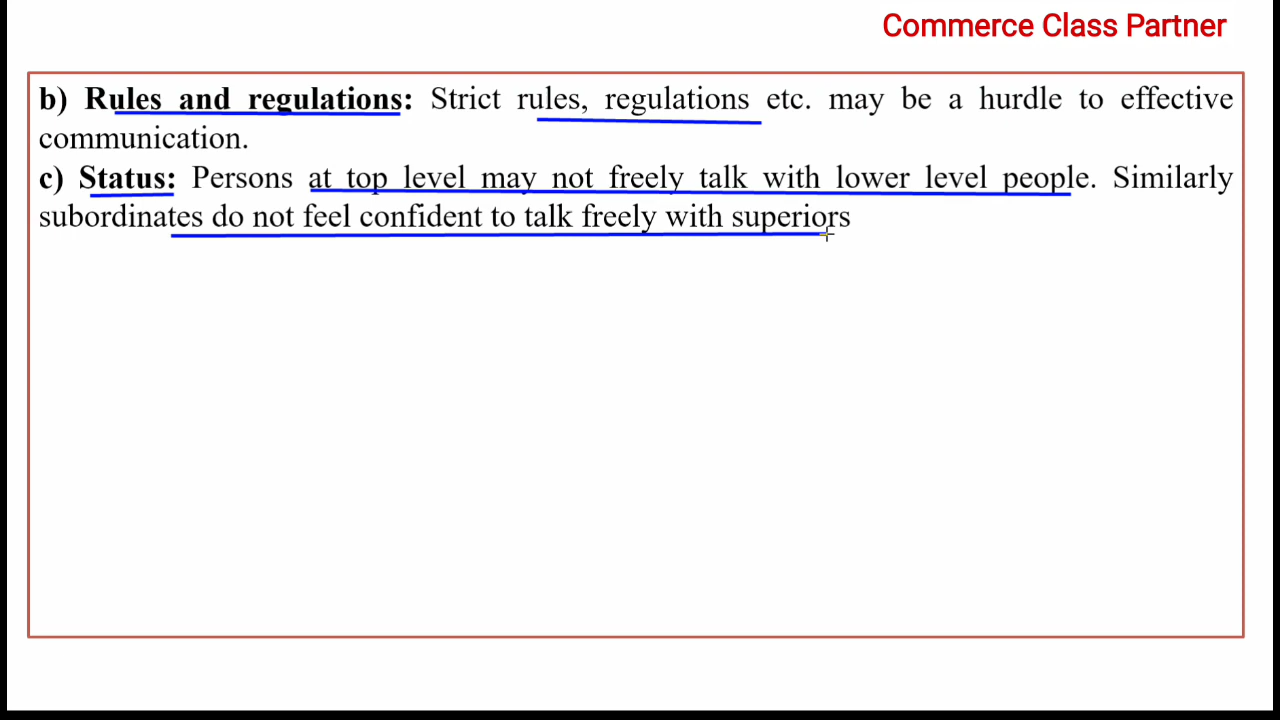 Commerce Class Partner
b) Rules and regulations: Strict rules, regulations etc. may be a hurdle to effective
communication.
c) Status: Persons at top level may not freely talk with lower level people. Similarly
subordinates do not feel confident to talk freely with superiors